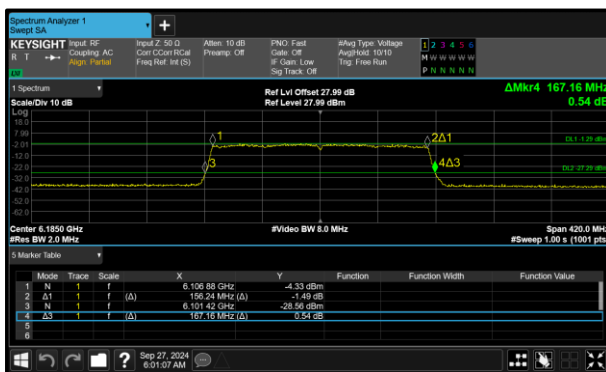 Spectrum Analyzer 1
Swept SA
KEYSIGHT
R T
Input: RF
Coupling: AC
Align: Partial
Input Z: 50 Ω
Corr CCorr RCal
Freq Ref: Int (S)
Atten: 10 dB
Preamp: Off
PNO: Fast
Gate: Off
IF Gain: Low
Sig Track: Off
#Avg Type: Voltage
Avg|Hold: 10/10
Trig: Free Run
1 2 3 4 5 6
M W W W W W
P N N N N N
1 Spectrum
Scale/Div 10 dB
Ref Lvl Offset 27.99 dB
Ref Level 27.99 dBm
ΔMkr4 167.16 MHz
0.54 dB
Log
18.0
7.99
-2.01
-12.0
-22.0
-32.0
-42.0
-52.0
-62.0
1
2Δ1
DL1 -1.29 dBm
3
4Δ3
DL2 -27.29 dBm
Center 6.1850 GHz
#Res BW 2.0 MHz
#Video BW 8.0 MHz
Span 420.0 MHz
#Sweep 1.00 s (1001 pts)
5 Marker Table
Mode Trace Scale X Y Function Function Width Function Value
1 N 1 f 6.106 88 GHz -4.33 dBm
2 Δ1 1 f (Δ) 156.24 MHz (Δ) -1.49 dB
3 N 1 f 6.101 42 GHz -28.56 dBm
4 Δ3 1 f (Δ) 167.16 MHz (Δ) 0.54 dB
5
6
?
Sep 27, 2024
6:01:07 AM